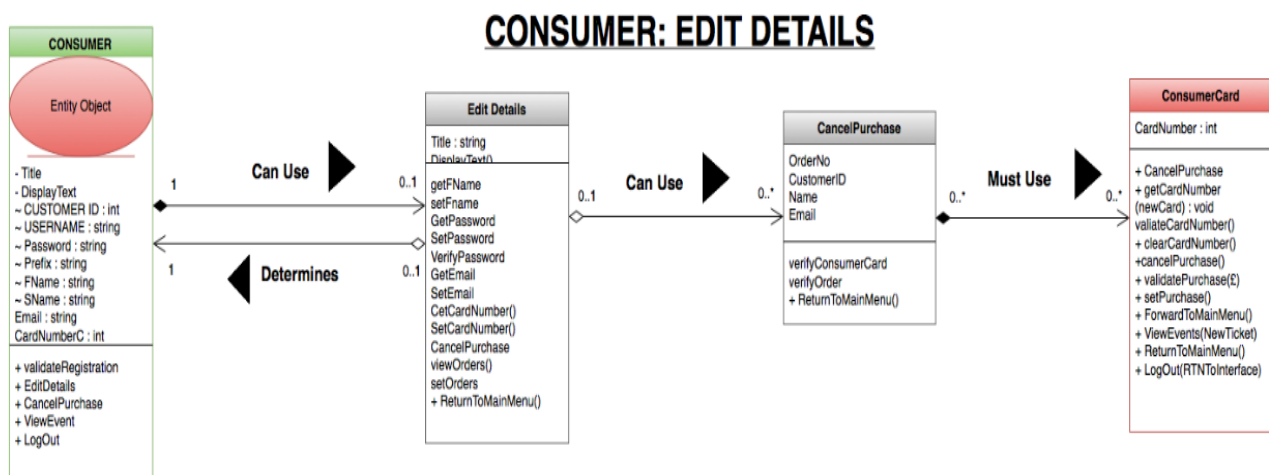 CONSUMER: EDIT DETAILS
CONSUMER
Entity Object
- Title
- DisplayText
~ CUSTOMER ID : int
~ USERNAME : string
~ Password : string
~ Prefix : string
~ FName : string
~ SName : string
Email : string
CardNumberC : int
+ validateRegistration
+ EditDetails
+ CancelPurchase
+ ViewEvent
+ LogOut
1
Can Use
0..1
1
Determines
0..1
Edit Details
Title : string
DisplayText()
getFName
setFname
GetPassword
SetPassword
VerifyPassword
GetEmail
SetEmail
CetCardNumber()
SetCardNumber()
CancelPurchase
viewOrders()
setOrders
+ ReturnToMainMenu()
0..1
Can Use
0..*
CancelPurchase
OrderNo
CustomerID
Name
Email
verifyConsumerCard
verifyOrder
+ ReturnToMainMenu()
0..*
Must Use
0..*
ConsumerCard
CardNumber : int
+ CancelPurchase
+ getCardNumber
(newCard) : void
valiateCardNumber()
+ clearCardNumber()
+cancelPurchase()
+ validatePurchase(£)
+ setPurchase()
+ ForwardToMainMenu()
+ ViewEvents(NewTicket)
+ ReturnToMainMenu()
+ LogOut(RTNToInterface)